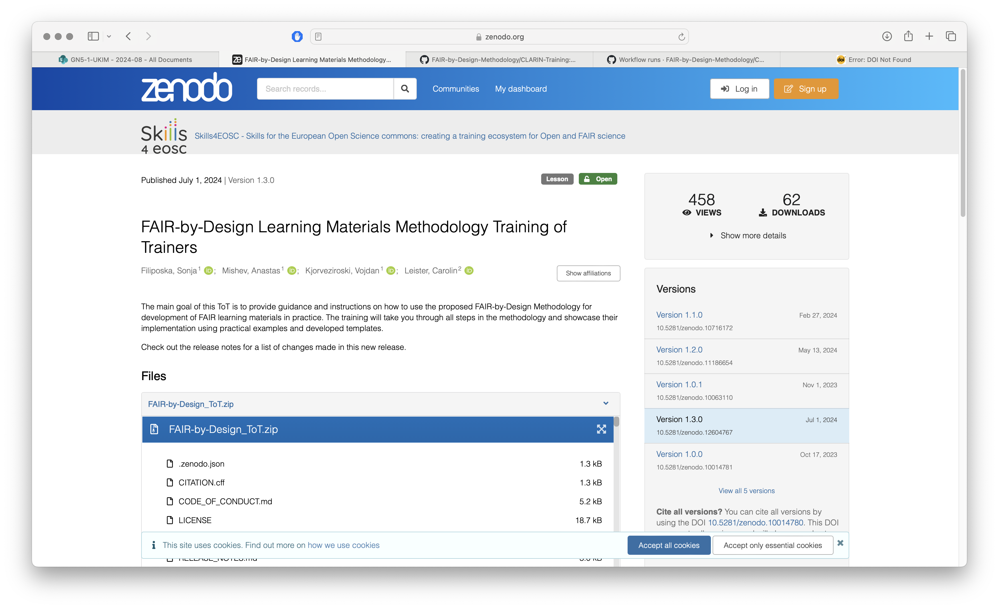 zenodo.org
GN5-1-UKIM - 2024-08 - All Documents
ze FAIR-by-Design Learning Materials Methodology...
FAIR-by-Design-Methodology/CLARIN-Training:...
Workflow runs · FAIR-by-Design-Methodology/C...
doi Error: DOI Not Found
zenodo
Search records...
Communities
My dashboard
Log in
Sign up
Skills
4 eosc
Skills4EOSC - Skills for the European Open Science commons: creating a training ecosystem for Open and FAIR science
Published July 1, 2024 | Version 1.3.0
Lesson
Open
FAIR-by-Design Learning Materials Methodology Training of
Trainers
Filiposka, Sonja1 iD; Mishev, Anastas1 iD; Kjorveziroski, Vojdan1 iD; Leister, Carolin2 iD
Show affiliations
The main goal of this ToT is to provide guidance and instructions on how to use the proposed FAIR-by-Design Methodology for
development of FAIR learning materials in practice. The training will take you through all steps in the methodology and showcase their
implementation using practical examples and developed templates.
Check out the release notes for a list of changes made in this new release.
Files
FAIR-by-Design_ToT.zip
FAIR-by-Design_ToT.zip
.zenodo.json 1.3 kB
CITATION.cff 1.3 kB
CODE_OF_CONDUCT.md 5.2 kB
LICENSE 18.7 kB
RELEASE_NOTES.md
458
VIEWS
62
DOWNLOADS
Show more details
Versions
Version 1.1.0 Feb 27, 2024
10.5281/zenodo.10716172
Version 1.2.0 May 13, 2024
10.5281/zenodo.11186654
Version 1.0.1 Nov 1, 2023
10.5281/zenodo.10063110
Version 1.3.0 Jul 1, 2024
10.5281/zenodo.12604767
Version 1.0.0 Oct 17, 2023
10.5281/zenodo.10014781
View all 5 versions
Cite all versions? You can cite all versions by
using the DOI 10.5281/zenodo.10014780. This DOI
This site uses cookies. Find out more on how we use cookies
Accept all cookies
Accept only essential cookies